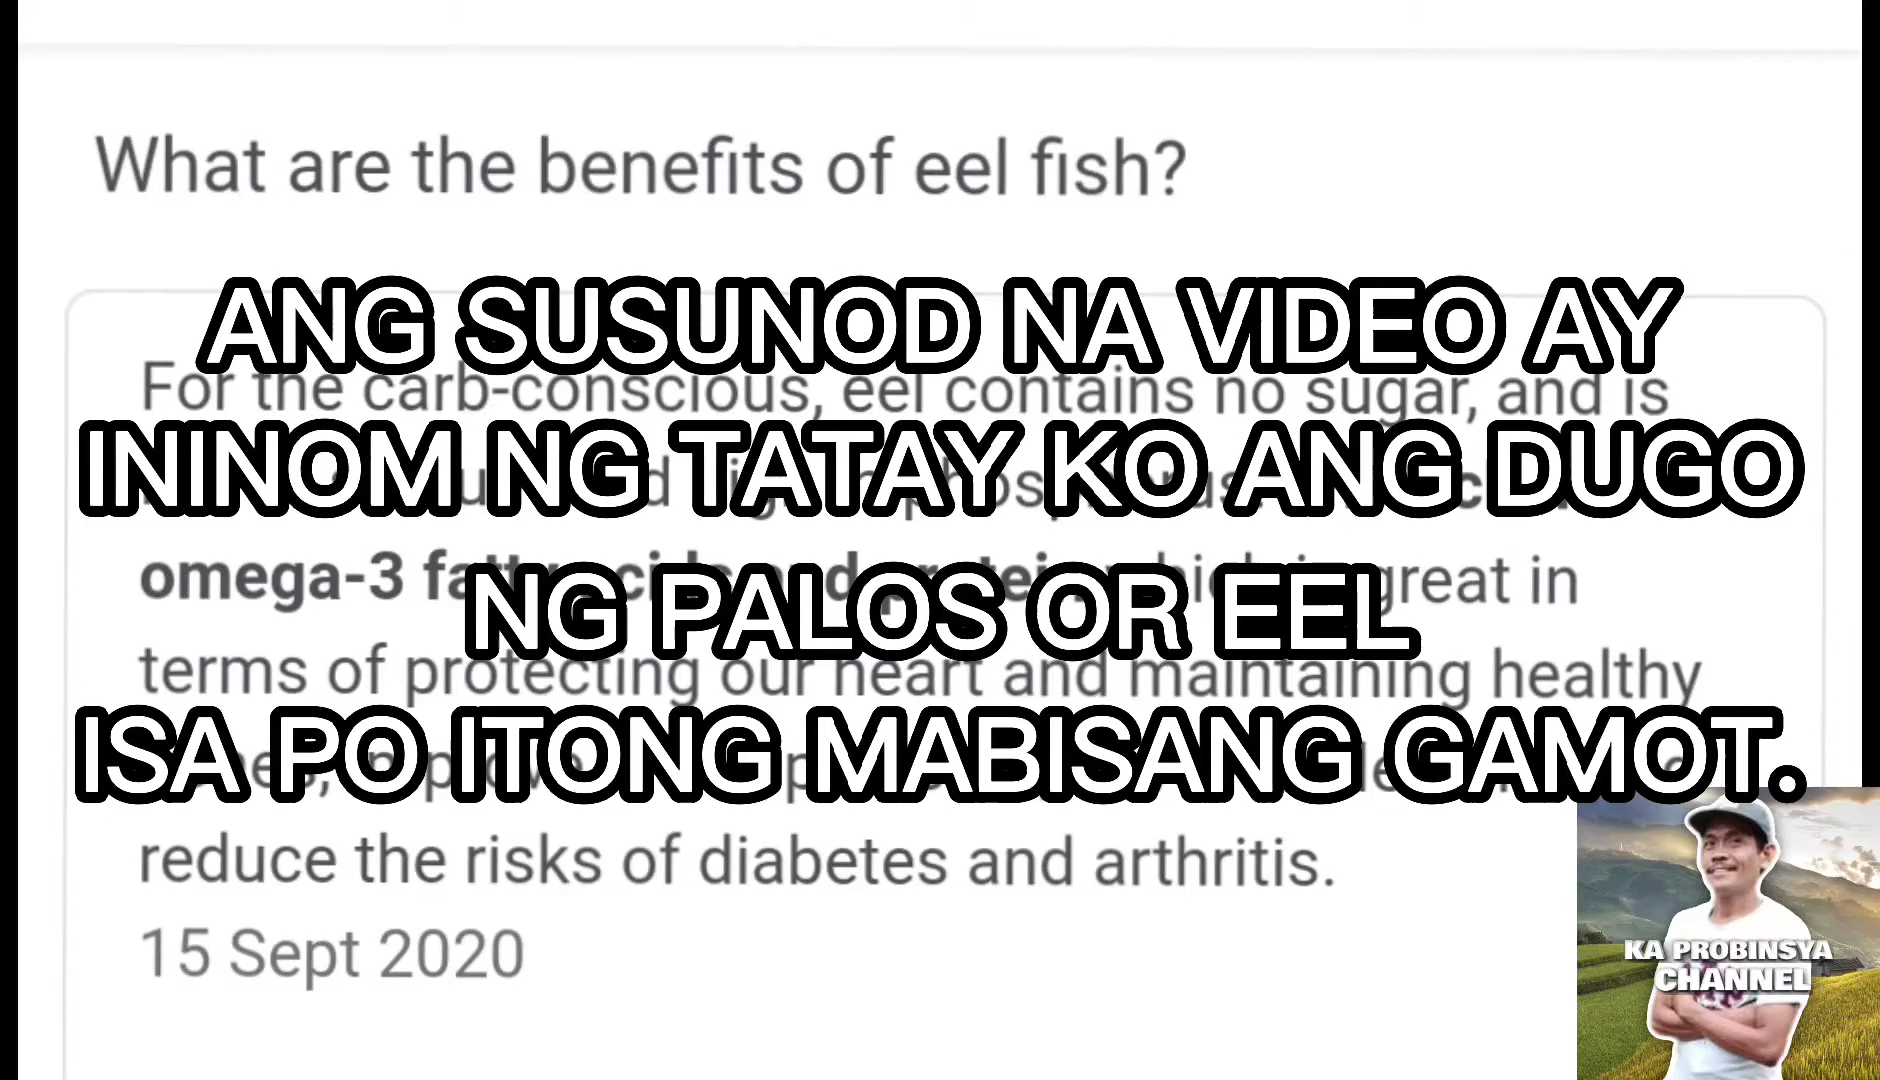 What are the benefits of eel fish?
ANG SUSUNOD NA VIDEO AY
For the carb-conscious, eel contains no sugar, and is
ININOM NG TATAY KO ANG DUGO
omega-3 great in
NG PALOS OR EEL
terms of protecting our heart and maintaining healthy
ISA PO ITONG MABISANG GAMOT.
reduce the risks of diabetes and arthritis.
15 Sept 2020
KA PROBINSYA
CHANNEL